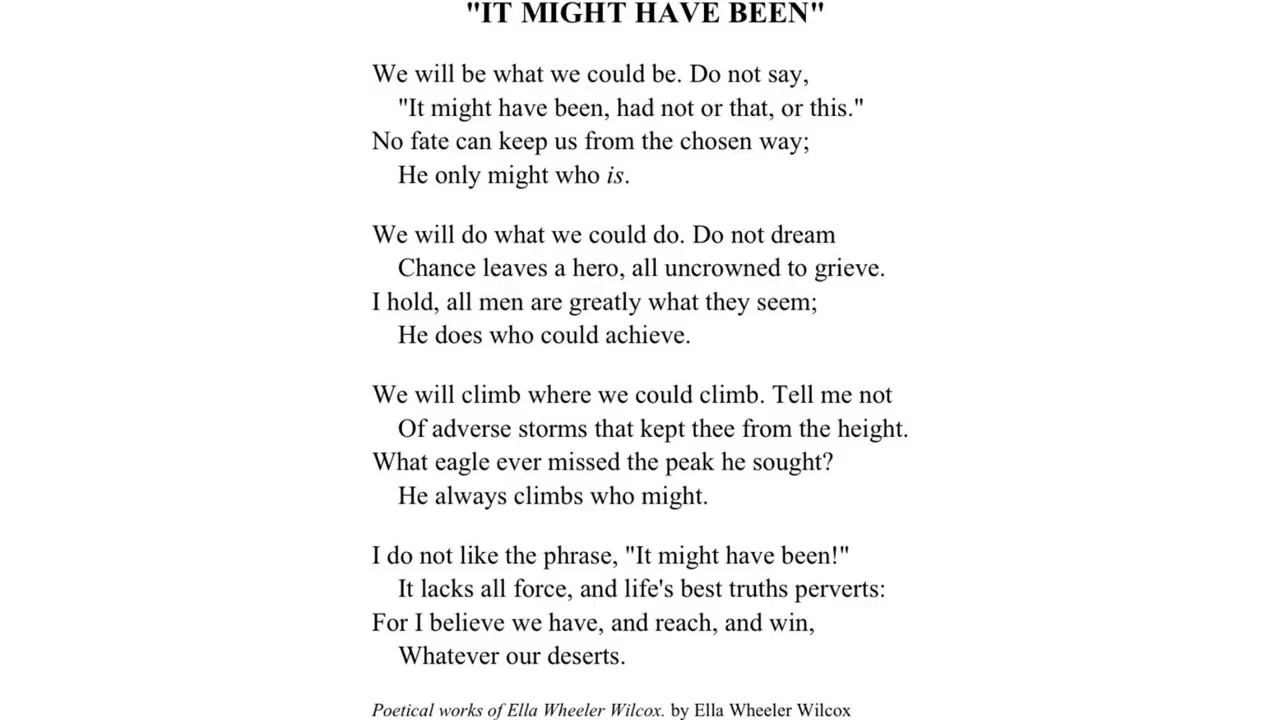 "IT MIGHT HAVE BEEN"
We will be what we could be. Do not say,
"It might have been, had not or that, or this."
No fate can keep us from the chosen way;
He only might who is.
We will do what we could do. Do not dream
Chance leaves a hero, all uncrowned to grieve.
I hold, all men are greatly what they seem;
He does who could achieve.
We will climb where we could climb. Tell me not
Of adverse storms that kept thee from the height.
What eagle ever missed the peak he sought?
He always climbs who might.
I do not like the phrase, "It might have been!"
It lacks all force, and life's best truths perverts:
For I believe we have, and reach, and win,
Whatever our deserts.
Poetical works of Ella Wheeler Wilcox. by Ella Wheeler Wilcox